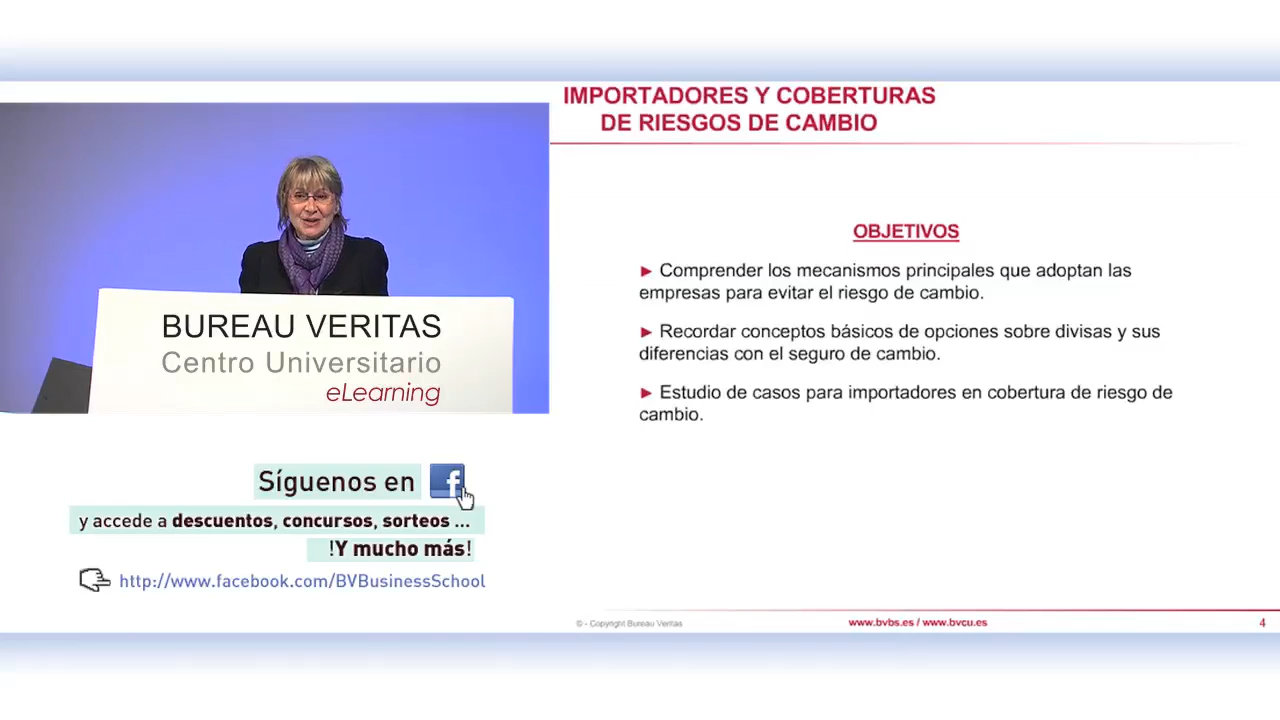 IMPORTADORES Y COBERTURAS
DE RIESGOS DE CAMBIO
BUREAU VERITAS
Centro Universitario
eLearning
OBJETIVOS
► Comprender los mecanismos principales que adoptan las
empresas para evitar el riesgo de cambio.
► Recordar conceptos básicos de opciones sobre divisas y sus
diferencias con el seguro de cambio.
► Estudio de casos para importadores en cobertura de riesgo de
cambio.
Síguenos en f
y accede a descuentos, concursos, sorteos ...
!Y mucho más!
http://www.facebook.com/BVBusinessSchool
© - Copyright Bureau Veritas
www.bvbs.es / www.bvcu.es
4